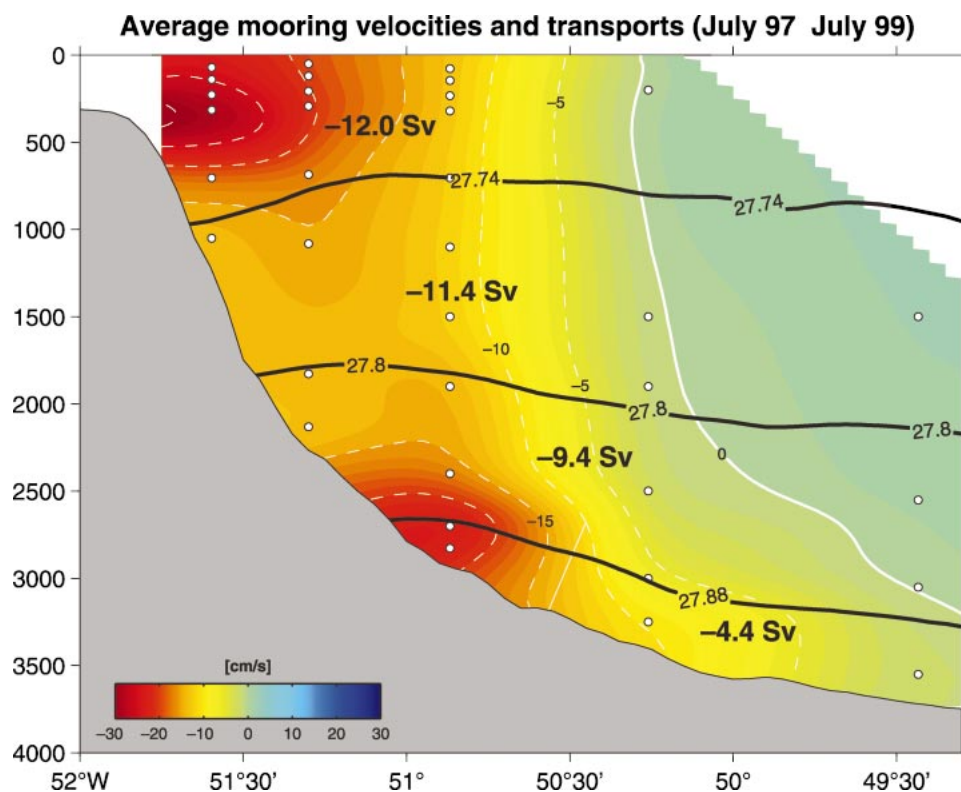 Average mooring velocities and transports (July 97 July 99)
0
500
1000
1500
2000
2500
3000
3500
4000
–5
–12.0 Sv
27.74
27.74
–11.4 Sv
–10
27.8
–5
27.8
27.8
0
–9.4 Sv
–15
27.88
–4.4 Sv
[cm/s]
–30 –20 –10 0 10 20 30
52°W 51°30' 51° 50°30' 50° 49°30'